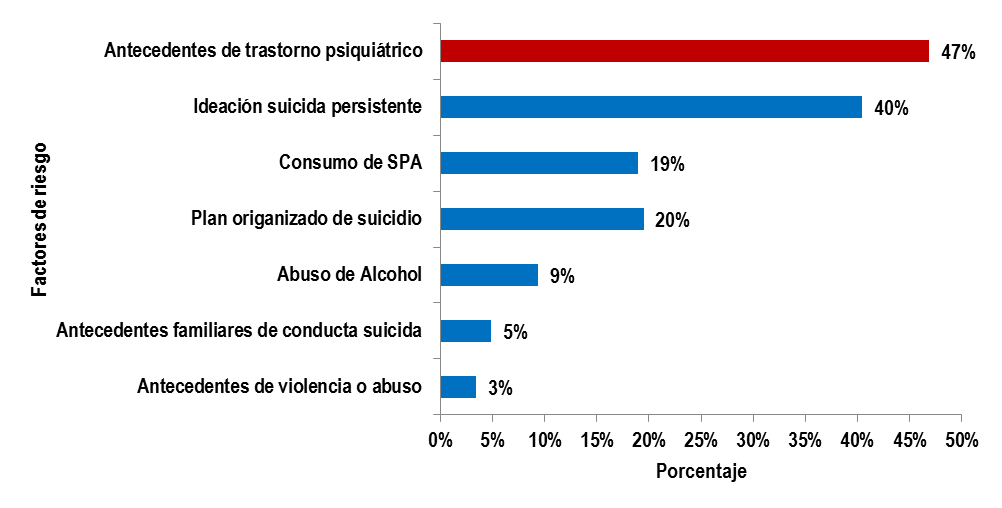 Antecedentes de trastorno psiquiátrico
47%
Ideación suicida persistente
40%
Consumo de SPA
19%
Plan origanizado de suicidio
20%
Abuso de Alcohol
9%
Antecedentes familiares de conducta suicida
5%
Antecedentes de violencia o abuso
3%
Factores de riesgo
0% 5% 10% 15% 20% 25% 30% 35% 40% 45% 50%
Porcentaje